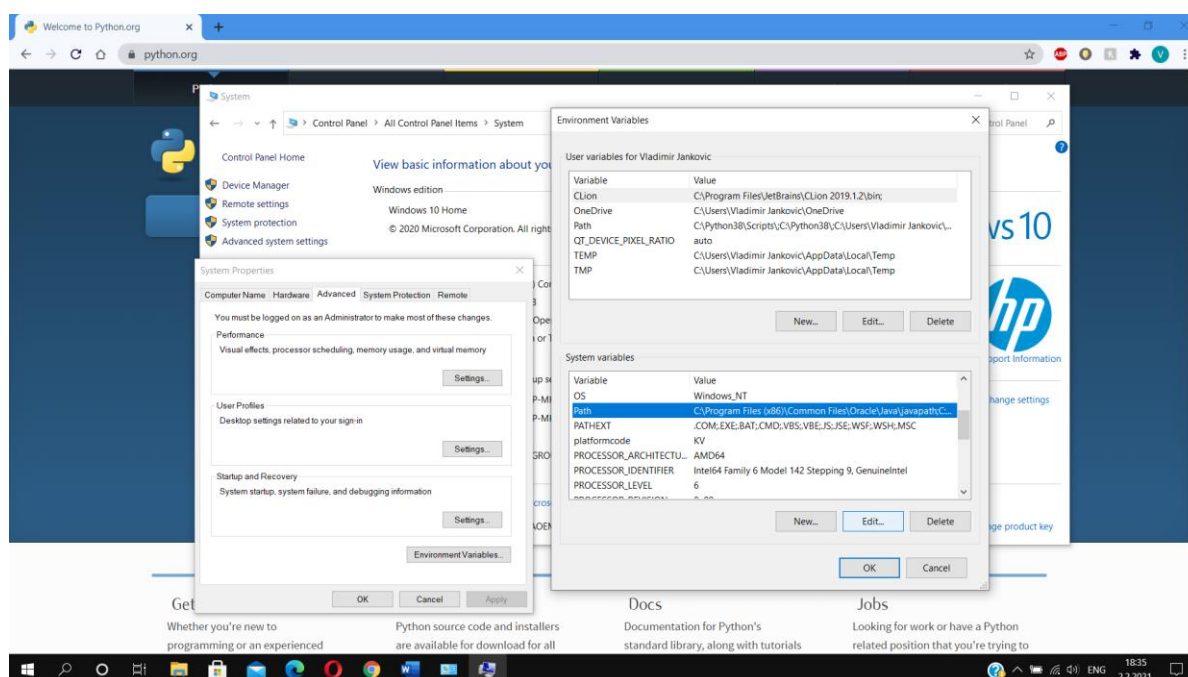 Welcome to Python.org
python.org
ABP
V
P
System
Control Panel > All Control Panel Items > System
trol Panel
Control Panel Home
Device Manager
Remote settings
System protection
Advanced system settings
View basic information about you
Windows edition
Windows 10 Home
© 2020 Microsoft Corporation. All right
vs 10
hp
pport Information
hange settings
nge product key
System Properties
Computer Name Hardware Advanced System Protection Remote
You must be logged on as an Administrator to make most of these changes.
Performance
Visual effects, processor scheduling, memory usage, and virtual memory
Settings...
User Profiles
Desktop settings related to your sign-in
Settings...
Startup and Recovery
System startup, system failure, and debugging information
Settings...
Environment Variables...
OK Cancel Apply
Environment Variables
User variables for Vladimir Jankovic
Variable Value
CLion C:\Program Files\JetBrains\CLion 2019.1.2\bin;
OneDrive C:\Users\Vladimir Jankovic\OneDrive
Path C:\Python38\Scripts\;C:\Python38\;C:\Users\Vladimir Jankovic\...
QT_DEVICE_PIXEL_RATIO auto
TEMP C:\Users\Vladimir Jankovic\AppData\Local\Temp
TMP C:\Users\Vladimir Jankovic\AppData\Local\Temp
New... Edit... Delete
System variables
Variable Value
OS Windows_NT
Path C:\Program Files (x86)\Common Files\Oracle\Java\javapath;C...
PATHEXT .COM;.EXE;.BAT;.CMD;.VBS;.VBE;.JS;.JSE;.WSF;.WSH;.MSC
platformcode KV
PROCESSOR_ARCHITECTU... AMD64
PROCESSOR_IDENTIFIER Intel64 Family 6 Model 142 Stepping 9, GenuineIntel
PROCESSOR_LEVEL 6
New... Edit... Delete
OK Cancel
Get
Whether you're new to
programming or an experienced
Python source code and installers
are available for download for all
Docs
Documentation for Python's
standard library, along with tutorials
Jobs
Looking for work or have a Python
related position that you're trying to
ENG
18:35
2.2.2021